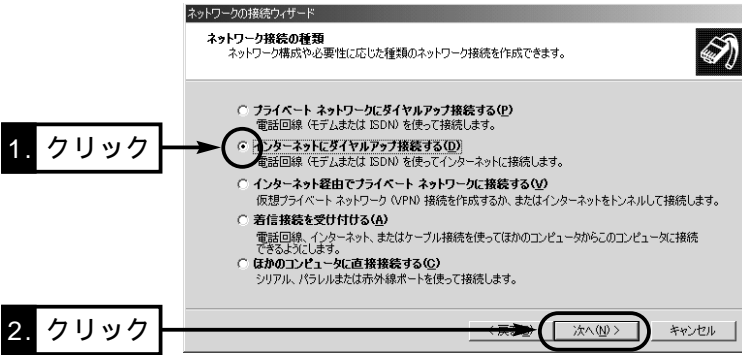 ネットワークの接続ウィザード
ネットワーク接続の種類
ネットワーク構成や必要性に応じた種類のネットワーク接続を作成できます。
プライベート ネットワークにダイヤルアップ接続する(P)
電話回線 (モデムまたは ISDN) を使って接続します。
1. クリック
インターネットにダイヤルアップ接続する(D)
電話回線 (モデムまたは ISDN) を使ってインターネットに接続します。
インターネット経由でプライベート ネットワークに接続する(V)
仮想プライベート ネットワーク (VPN) 接続を作成するか、またはインターネットをトンネルして接続します。
着信接続を受け付ける(A)
電話回線、インターネット、またはケーブル接続を使ってほかのコンピュータからこのコンピュータに接続
できるようにします。
ほかのコンピュータに直接接続する(C)
シリアル、パラレルまたは赤外線ポートを使って接続します。
2. クリック
次へ(N) >
キャンセル